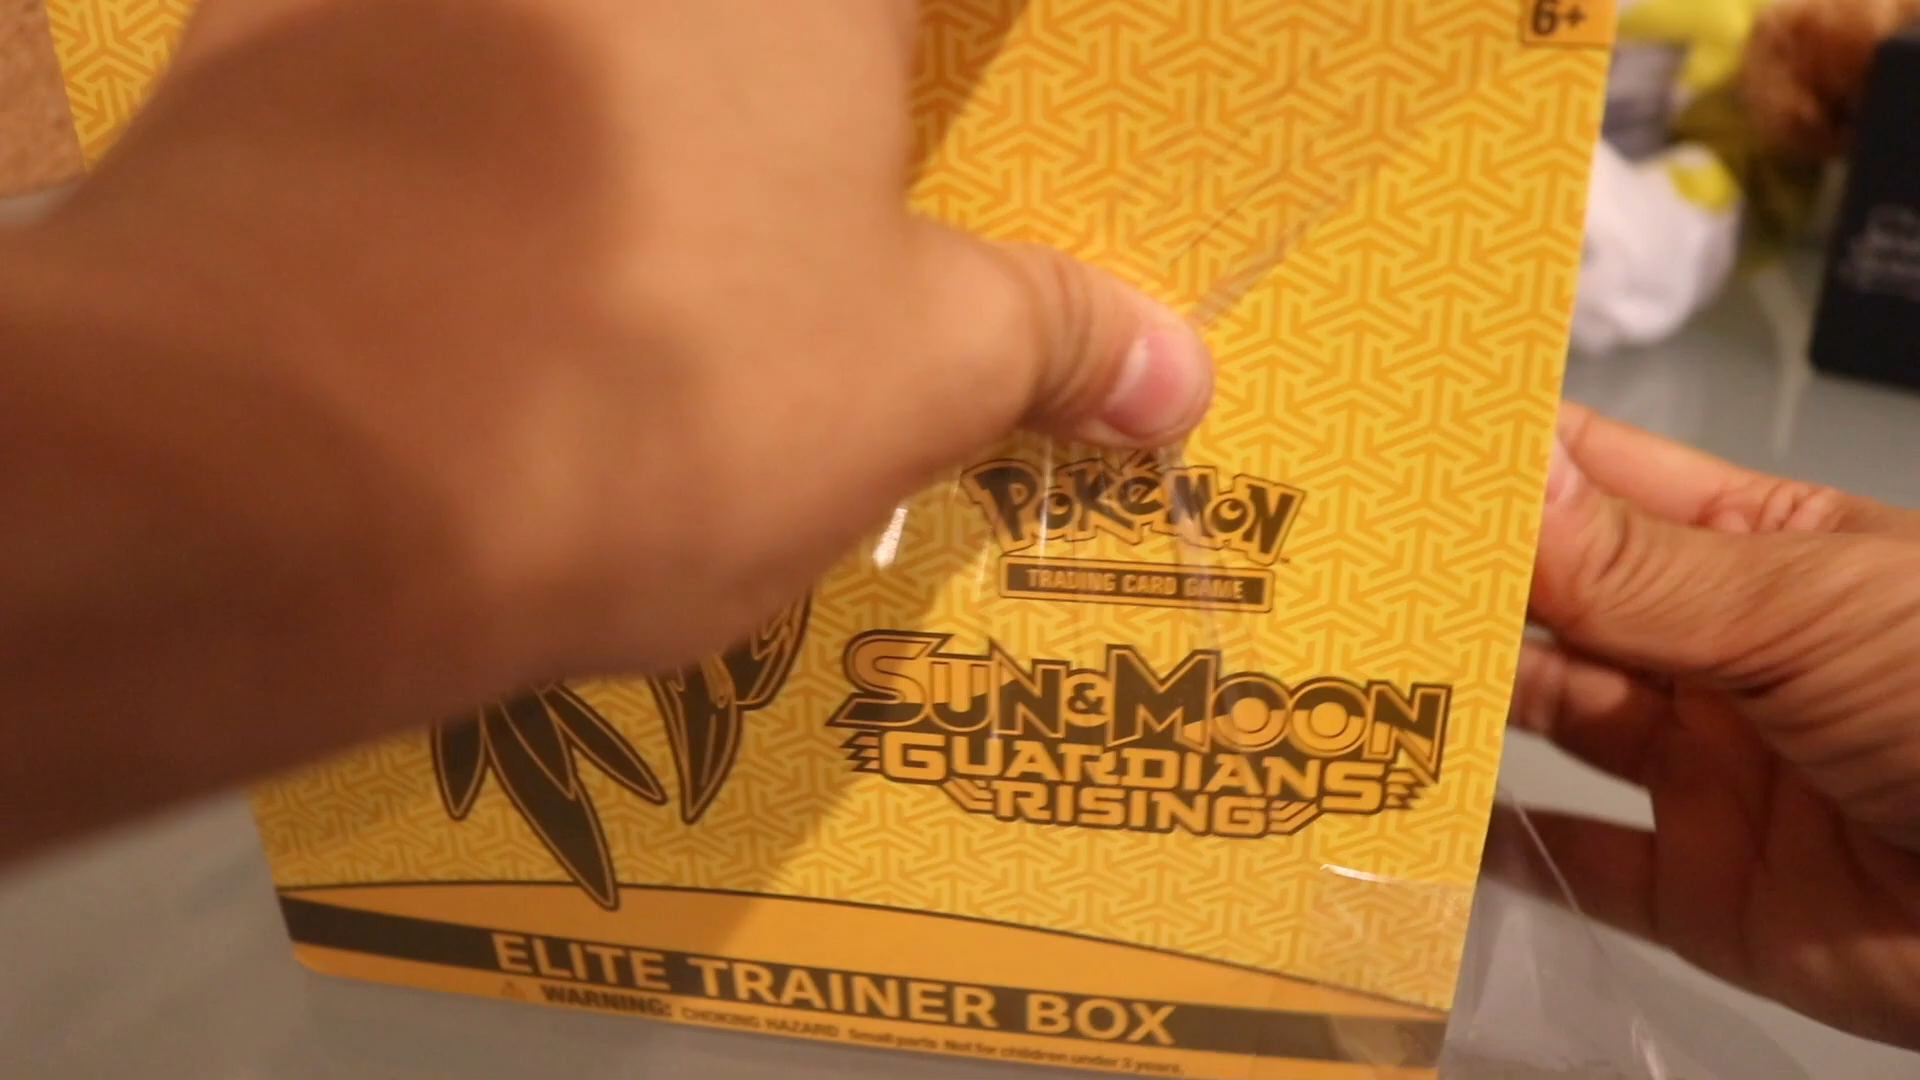 6+
POKéMON
TRADING CARD GAME
SUN & MOON
GUARDIANS
RISING
ELITE TRAINER BOX
WARNING: CHOKING HAZARD Small parts Not for children under 3 years.